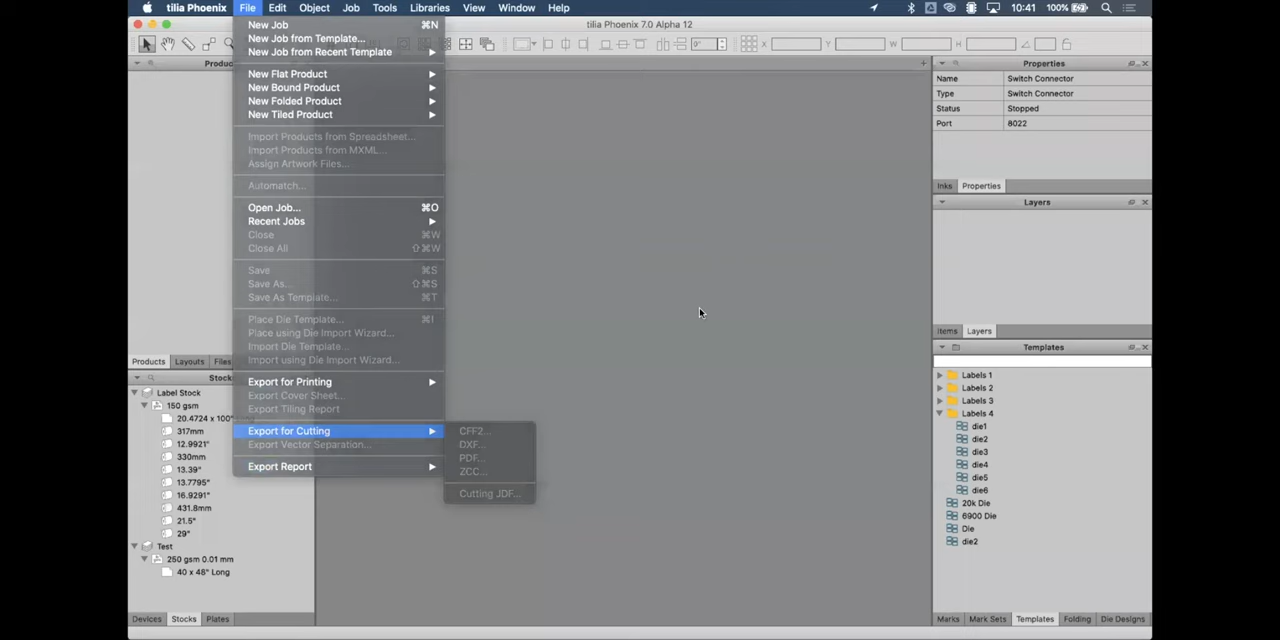 tilia Phoenix File Edit Object Job Tools Libraries View Window Help 10:41 100%
tilia Phoenix 7.0 Alpha 12
New Job ⌘N
New Job from Template...
New Job from Recent Template
New Flat Product
New Bound Product
New Folded Product
New Tiled Product
Import Products from Spreadsheet...
Import Products from MXML...
Assign Artwork Files...
Automatch...
Open Job... ⌘O
Recent Jobs
Close ⌘W
Close All ⇧⌘W
Save ⌘S
Save As... ⇧⌘S
Save As Template... ⌘T
Place Die Template... ⌘I
Place using Die Import Wizard...
Import Die Template...
Import using Die Import Wizard...
Export for Printing
Export Cover Sheet...
Export Tiling Report
Export for Cutting
Export Vector Separation...
Export Report
CFF2...
DXF...
PDF...
ZCC...
Cutting JDF...
0° X Y W H
Products Layouts Files
Label Stock
150 gsm
20.4724 x 100"
317mm
12.9921"
330mm
13.39"
13.7795"
16.9291"
431.8mm
21.5"
29"
Test
250 gsm 0.01 mm
40 x 48" Long
Devices Stocks Plates
Properties
Name Switch Connector
Type Switch Connector
Status Stopped
Port 8022
Inks Properties
Layers
Items Layers
Templates
Labels 1
Labels 2
Labels 3
Labels 4
die1
die2
die3
die4
die5
die6
20k Die
6900 Die
Die
die2
Marks Mark Sets Templates Folding Die Designs